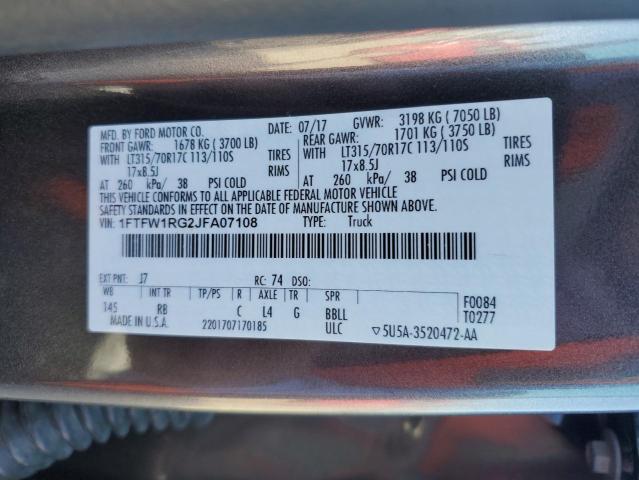 MFD. BY FORD MOTOR CO. DATE: 07/17 GVWR: 3198 KG ( 7050 LB)
FRONT GAWR: 1678 KG ( 3700 LB) REAR GAWR: 1701 KG ( 3750 LB)
WITH LT315/70R17C 113/110S TIRES WITH LT315/70R17C 113/110S TIRES
17x8.5J RIMS 17x8.5J RIMS
AT 260 kPa/ 38 PSI COLD AT 260 kPa/ 38 PSI COLD
THIS VEHICLE CONFORMS TO ALL APPLICABLE FEDERAL MOTOR VEHICLE
SAFETY STANDARDS IN EFFECT ON THE DATE OF MANUFACTURE SHOWN ABOVE.
VIN: 1FTFW1RG2JFA07108 TYPE: Truck
EXT PNT: J7 RC: 74 DSO:
WB INT TR TP/PS R AXLE TR SPR F0084
145 RB C L4 G BBLL T0277
MADE IN U.S.A. 2201707170185 ULC ▽5U5A-3520472-AA